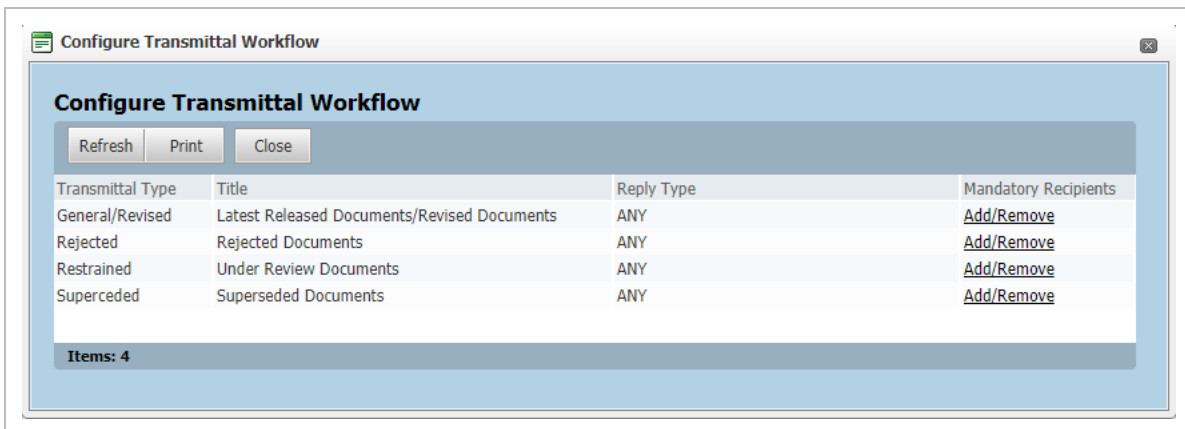 Configure Transmittal Workflow
Configure Transmittal Workflow
Refresh Print Close
Transmittal Type Title Reply Type Mandatory Recipients
General/Revised Latest Released Documents/Revised Documents ANY Add/Remove
Rejected Rejected Documents ANY Add/Remove
Restrained Under Review Documents ANY Add/Remove
Superceded Superseded Documents ANY Add/Remove
Items: 4